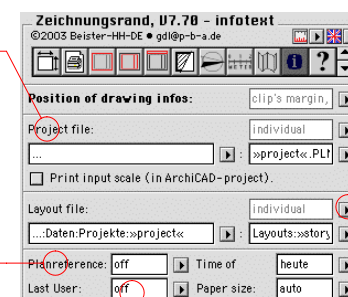 Zeichnungsrand, V7.70 - infotext
©2003 Beister-HH-DE ● gdl@p-b-a.de
METER
i ?
Position of drawing infos: clip's margin,
Project file: individual
... : »project«.PLN
Print input scale (in ArchiCAD-project).
Layout file: individual
...:Daten:Projekte:»project« : Layouts:»story
Planreference: off Time of heute
Last User: off Paper size: auto